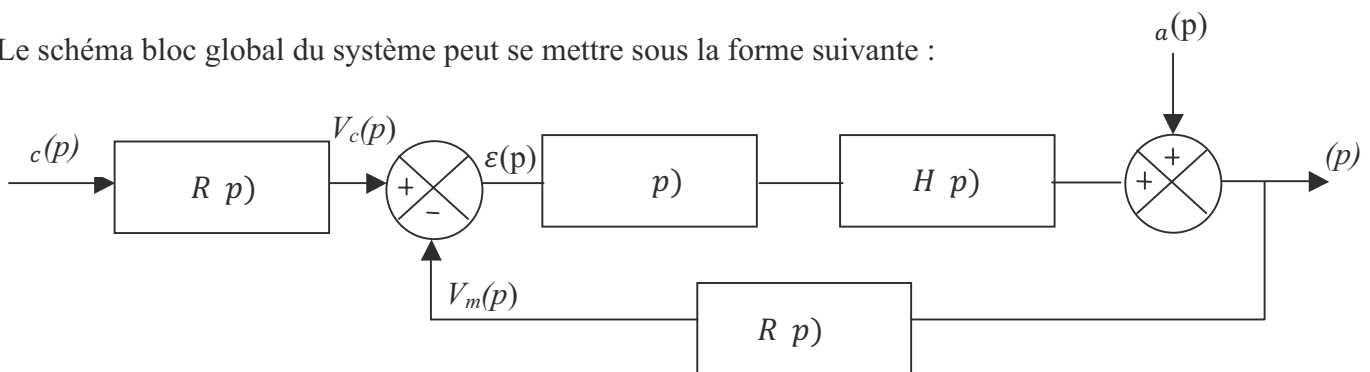 Le schéma bloc global du système peut se mettre sous la forme suivante :
a(p)
c(p)
Vc(p)
ε(p)
(p)
R p)
+
−
p)
H p)
+
+
Vm(p)
R p)